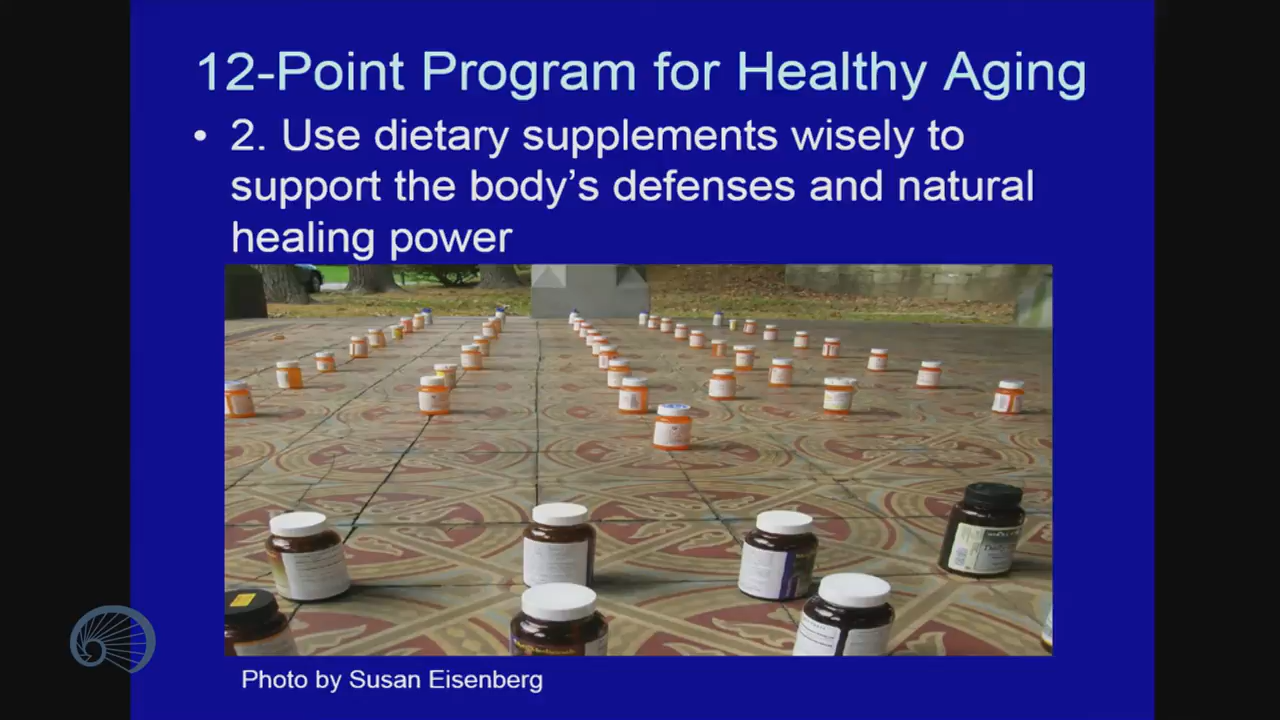 12-Point Program for Healthy Aging
• 2. Use dietary supplements wisely to
support the body's defenses and natural
healing power
Photo by Susan Eisenberg